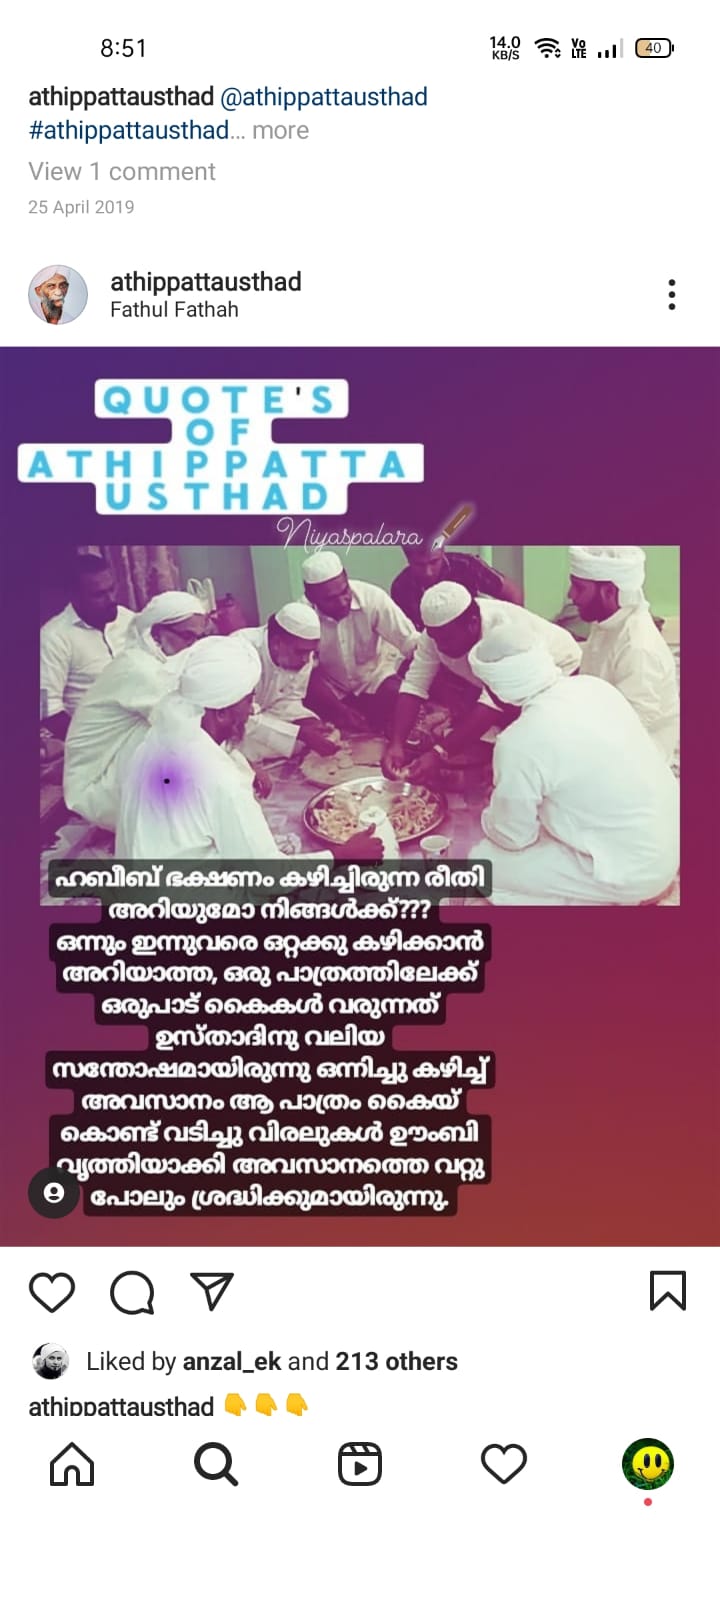 8:51
14.0 KB/S
Vo LTE
40
athippattausthad @athippattausthad
#athippattausthad... more
View 1 comment
25 April 2019
athippattausthad
Fathul Fathah
QUOTE'S
OF
ATHIPPATTA
USTHAD
Niyaspalara
ഹബീബ് ഭക്ഷണം കഴിച്ചിരുന്ന രീതി
അറിയുമോ നിങ്ങൾക്ക്???
ഒന്നും ഇന്നുവരെ ഒറ്റക്കു കഴിക്കാൻ
അറിയാത്ത, ഒരു പാത്രത്തിലേക്ക്
ഒരുപാട് കൈകൾ വരുന്നത്
ഉസ്താദിനു വലിയ
സന്തോഷമായിരുന്നു ഒന്നിച്ചു കഴിച്ച്
അവസാനം ആ പാത്രം കൈയ്
കൊണ്ട് വടിച്ചു വിരലുകൾ ഊംബി
വൃത്തിയാക്കി അവസാനത്തെ വറ്റു
പോലും ശ്രദ്ധിക്കുമായിരുന്നു.
Liked by anzal_ek and 213 others
athippattausthad 👇👇👇